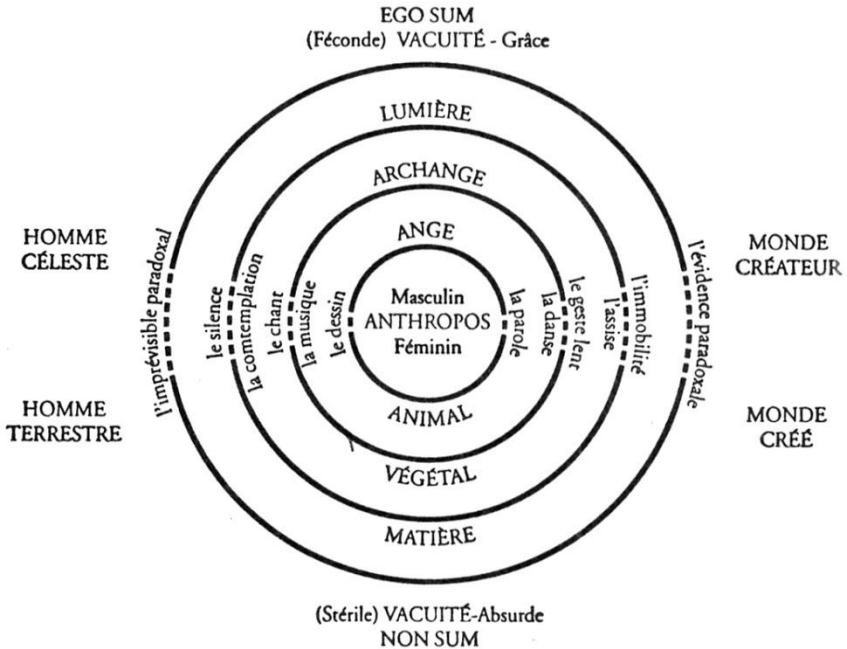 EGO SUM
(Féconde) VACUITÉ - Grâce
LUMIÈRE
ARCHANGE
ANGE
HOMME
CÉLESTE
MONDE
CRÉATEUR
l'imprévisible paradoxal
le silence
la comtemplation
le chant
la musique
le dessin
Masculin
ANTHROPOS
Féminin
la parole
la danse
le geste lent
l'assise
l'immobilité
l'évidence paradoxale
HOMME
TERRESTRE
MONDE
CRÉÉ
ANIMAL
VÉGÉTAL
MATIÈRE
(Stérile) VACUITÉ-Absurde
NON SUM